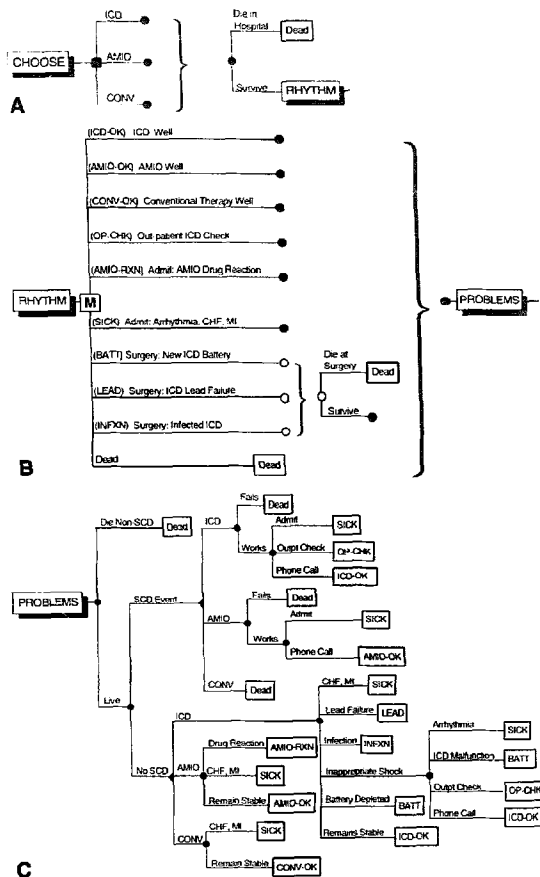 ICD
CHOOSE
AMIO
CONV
Die in
Hospital
Dead
Survive
RHYTHM
A
(ICD-OK) ICD Well
(AMIO-OK) AMIO Well
(CONV-OK) Conventional Therapy Well
(OP-CHK) Out-patient ICD Check
(AMIO-RXN) Admit: AMIO Drug Reaction
RHYTHM
M
PROBLEMS
(SICK) Admit: Arrhythmia, CHF, MI
(BATT) Surgery: New ICD Battery
(LEAD) Surgery: ICD Lead Failure
(INFXN) Surgery: Infected ICD
Die at
Surgery
Dead
Survive
Dead
Dead
B
PROBLEMS
Die Non-SCD
Dead
Live
SCD Event
ICD
Fails
Dead
Works
Admit
SICK
Outpt Check
OP-CHK
Phone Call
ICD-OK
AMIO
Fails
Dead
Works
Admit
SICK
Phone Call
AMIO-OK
CONV
Dead
No SCD
ICD
CHF, MI
SICK
Lead Failure
LEAD
Infection
INFXN
Inappropriate Shock
Arrhythmia
SICK
ICD Malfunction
BATT
Outpt Check
OP-CHK
Phone Call
ICD-OK
Battery Depleted
BATT
Remains Stable
ICD-OK
AMIO
Drug Reaction
AMIO-RXN
CHF, MI
SICK
Remain Stable
AMIO-OK
CONV
CHF, MI
SICK
Remain Stable
CONV-OK
C